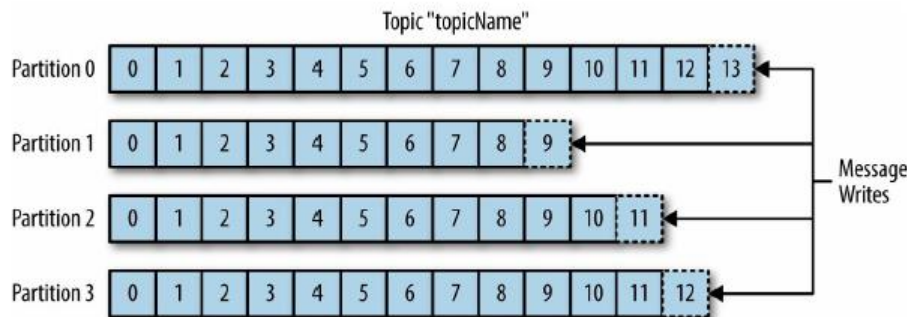 Topic "topicName"
Partition 0 0 1 2 3 4 5 6 7 8 9 10 11 12 13
Partition 1 0 1 2 3 4 5 6 7 8 9
Message
Writes
Partition 2 0 1 2 3 4 5 6 7 8 9 10 11
Partition 3 0 1 2 3 4 5 6 7 8 9 10 11 12